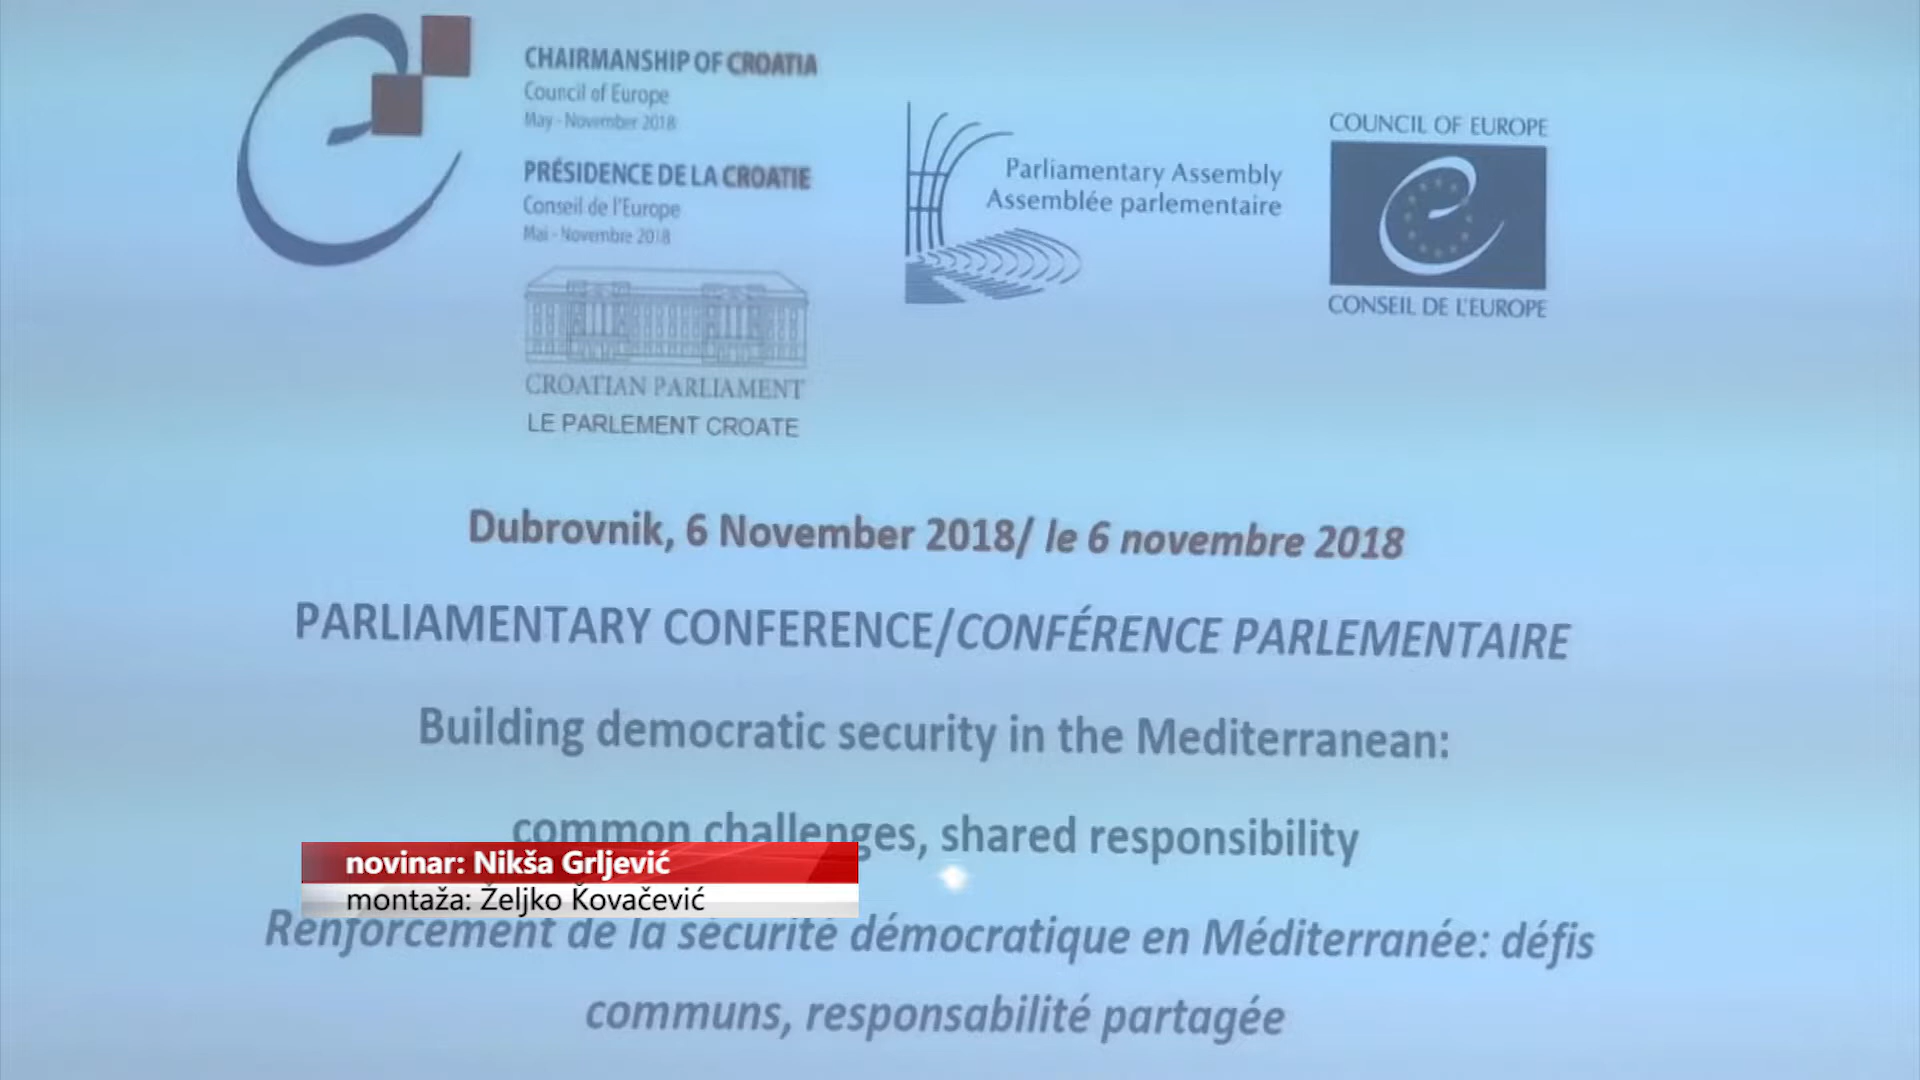 CHAIRMANSHIP OF CROATIA
Council of Europe
May - November 2018
PRÉSIDENCE DE LA CROATIE
Conseil de l'Europe
Mai - Novembre 2018
CROATIAN PARLIAMENT
LE PARLEMENT CROATE
Parliamentary Assembly
Assemblée parlementaire
COUNCIL OF EUROPE
CONSEIL DE L'EUROPE
Dubrovnik, 6 November 2018/ le 6 novembre 2018
PARLIAMENTARY CONFERENCE/CONFÉRENCE PARLEMENTAIRE
Building democratic security in the Mediterranean:
common challenges, shared responsibility
novinar: Nikša Grljević
montaža: Željko Kovačević
Renforcement de la sécurité démocratique en Méditerranée: défis
communs, responsabilité partagée